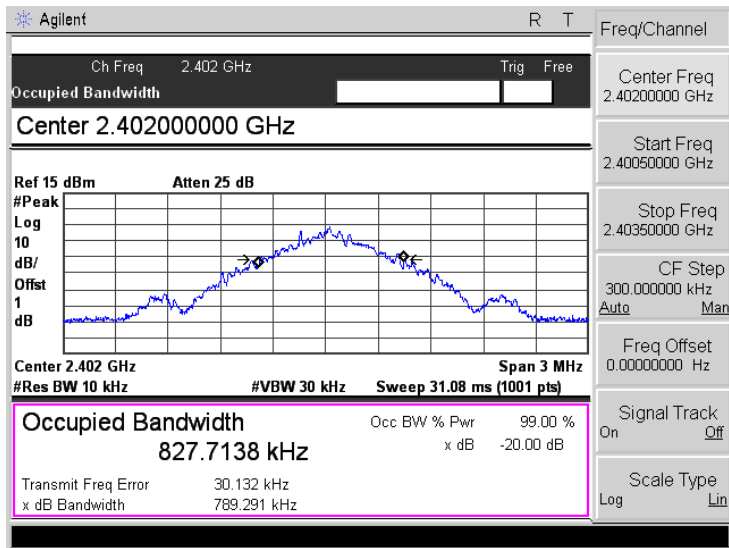 Agilent R T
Ch Freq 2.402 GHz Trig Free
Occupied Bandwidth
Center 2.402000000 GHz
Ref 15 dBm Atten 25 dB
#Peak
Log
10
dB/
Offst
1
dB
Center 2.402 GHz Span 3 MHz
#Res BW 10 kHz #VBW 30 kHz Sweep 31.08 ms (1001 pts)
Occupied Bandwidth Occ BW % Pwr 99.00 %
827.7138 kHz x dB -20.00 dB
Transmit Freq Error 30.132 kHz
x dB Bandwidth 789.291 kHz
Freq/Channel
Center Freq
2.40200000 GHz
Start Freq
2.40050000 GHz
Stop Freq
2.40350000 GHz
CF Step
300.000000 kHz
Auto Man
Freq Offset
0.00000000 Hz
Signal Track
On Off
Scale Type
Log Lin